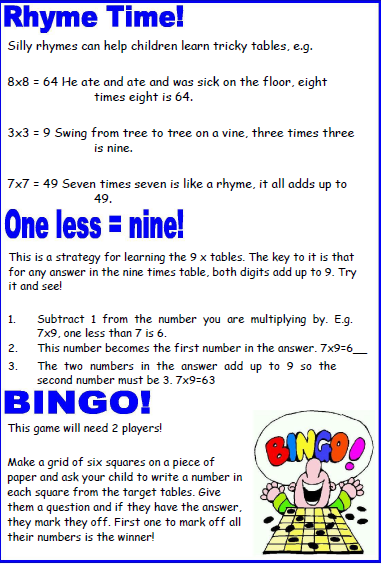 Rhyme Time!
Silly rhymes can help children learn tricky tables, e.g.
8x8 = 64 He ate and ate and was sick on the floor, eight
times eight is 64.
3x3 = 9 Swing from tree to tree on a vine, three times three
is nine.
7x7 = 49 Seven times seven is like a rhyme, it all adds up to
49.
One less = nine!
This is a strategy for learning the 9 x tables. The key to it is that
for any answer in the nine times table, both digits add up to 9. Try
it and see!
1. Subtract 1 from the number you are multiplying by. E.g.
7x9, one less than 7 is 6.
2. This number becomes the first number in the answer. 7x9=6__
3. The two numbers in the answer add up to 9 so the
second number must be 3. 7x9=63
BINGO!
This game will need 2 players!
Make a grid of six squares on a piece of
paper and ask your child to write a number in
each square from the target tables. Give
them a question and if they have the answer,
they mark they off. First one to mark off all
their numbers is the winner!
BINGO!